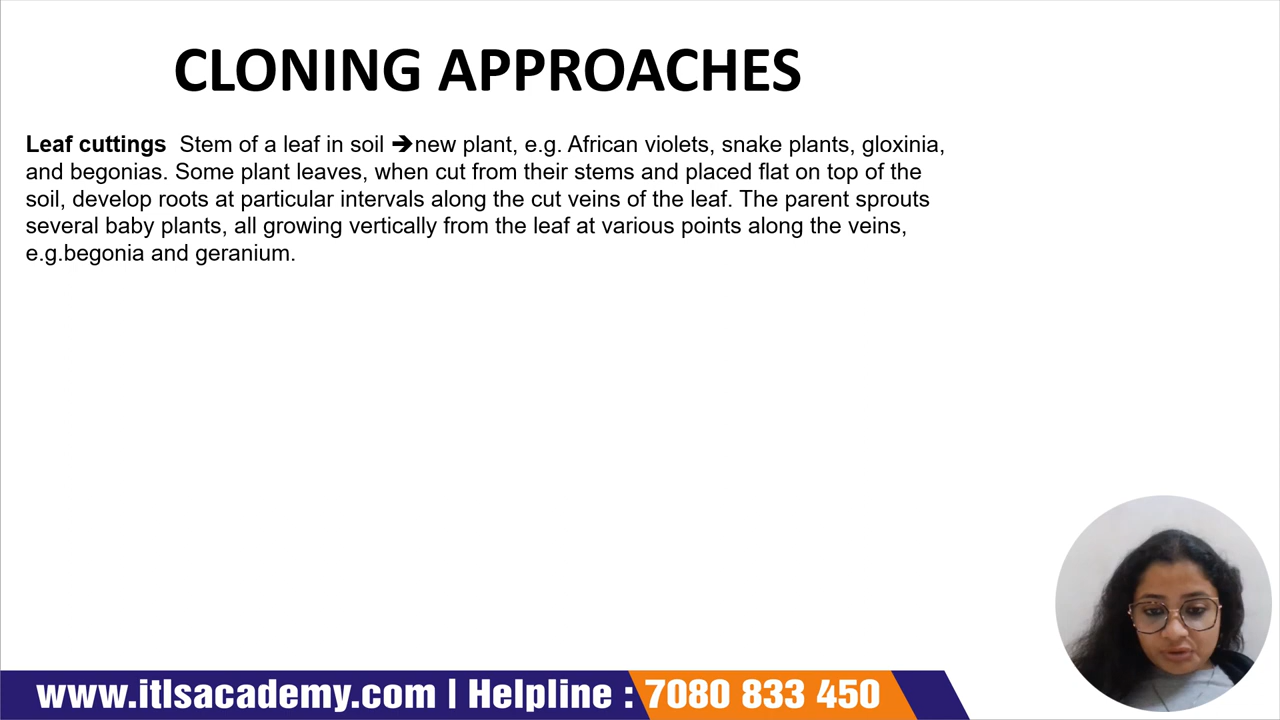 CLONING APPROACHES
Leaf cuttings Stem of a leaf in soil ➔new plant, e.g. African violets, snake plants, gloxinia,
and begonias. Some plant leaves, when cut from their stems and placed flat on top of the
soil, develop roots at particular intervals along the cut veins of the leaf. The parent sprouts
several baby plants, all growing vertically from the leaf at various points along the veins,
e.g.begonia and geranium.
www.itlsacademy.com | Helpline : 7080 833 450